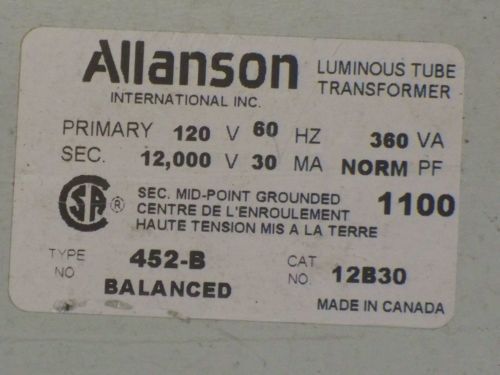 Allanson
INTERNATIONAL INC.
LUMINOUS TUBE
TRANSFORMER
PRIMARY 120 V 60 HZ 360 VA
SEC. 12,000 V 30 MA NORM PF
CSA ®
SEC. MID-POINT GROUNDED
CENTRE DE L'ENROULEMENT
HAUTE TENSION MIS A LA TERRE
1100
TYPE
NO
452-B
BALANCED
CAT
NO.
12B30
MADE IN CANADA